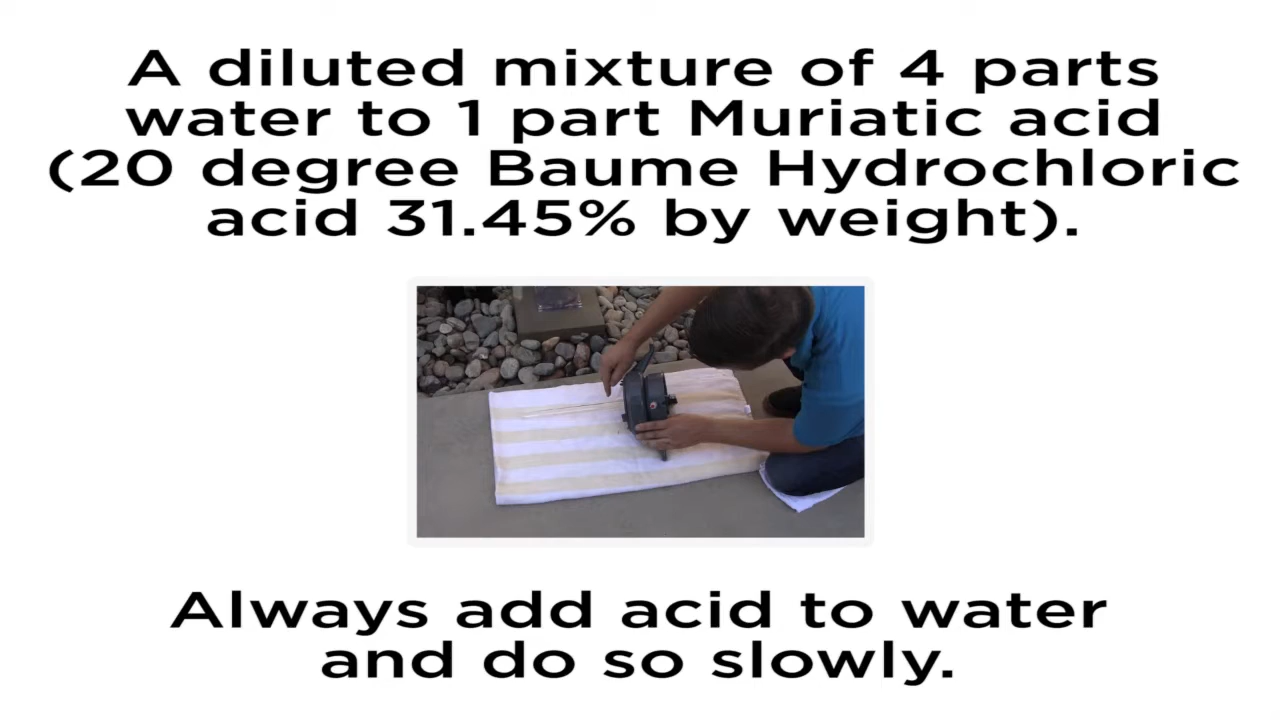 A diluted mixture of 4 parts
water to 1 part Muriatic acid
(20 degree Baume Hydrochloric
acid 31.45% by weight).
Always add acid to water
and do so slowly.